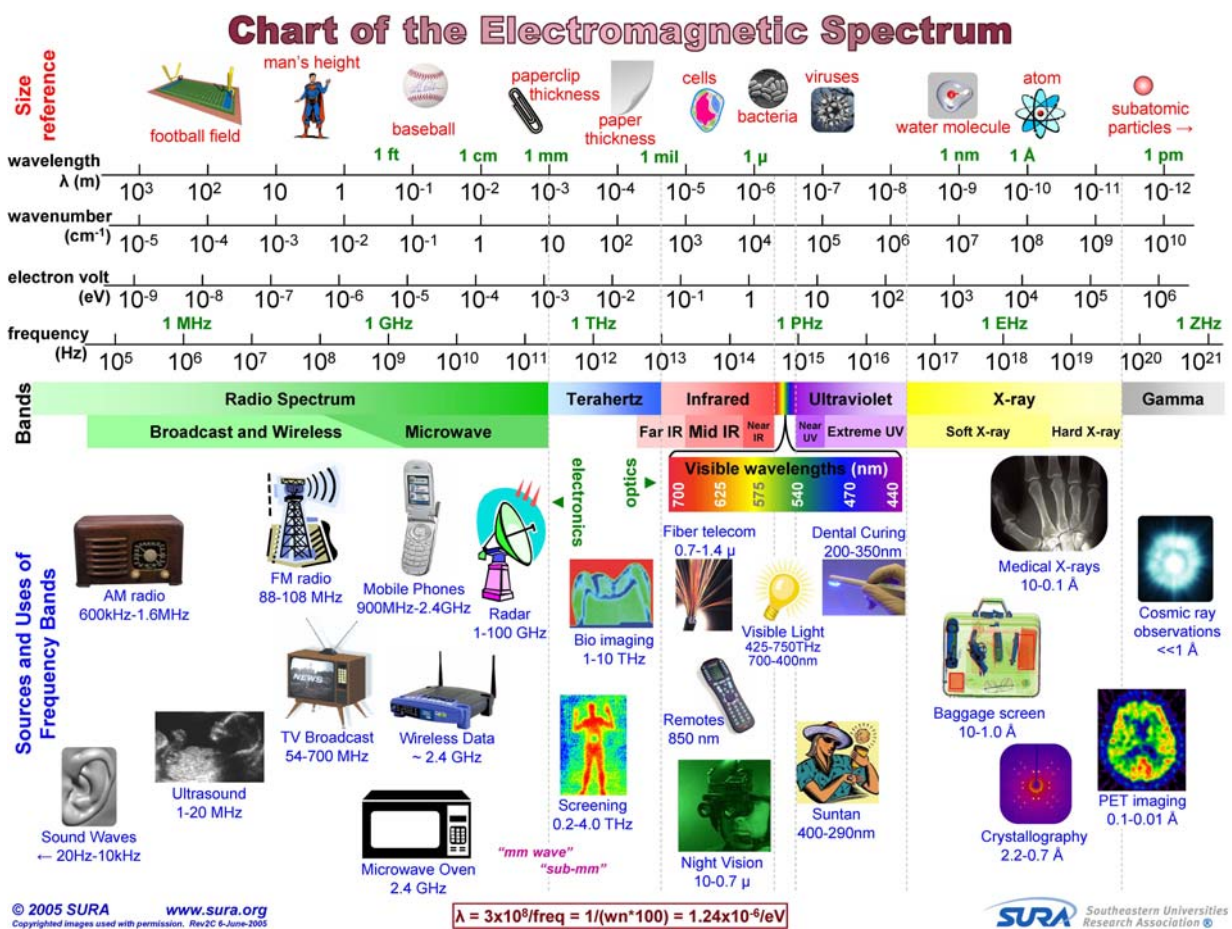 Chart of the Electromagnetic Spectrum
Size
reference
football field
man's height
baseball
paperclip
thickness
paper
thickness
cells
bacteria
viruses
water molecule
atom
subatomic
particles →
wavelength
λ (m)
1 ft 1 cm 1 mm 1 mil 1 µ 1 nm 1 Å 1 pm
10³ 10² 10¹ 1 10⁻¹ 10⁻² 10⁻³ 10⁻⁴ 10⁻⁵ 10⁻⁶ 10⁻⁷ 10⁻⁸ 10⁻⁹ 10⁻¹⁰ 10⁻¹¹ 10⁻¹²
wavenumber
(cm⁻¹)
10⁻⁵ 10⁻⁴ 10⁻³ 10⁻² 10⁻¹ 1 10 10² 10³ 10⁴ 10⁵ 10⁶ 10⁷ 10⁸ 10⁹ 10¹⁰
electron volt
(eV)
10⁻⁹ 10⁻⁸ 10⁻⁷ 10⁻⁶ 10⁻⁵ 10⁻⁴ 10⁻³ 10⁻² 10⁻¹ 1 10 10² 10³ 10⁴ 10⁵ 10⁶
frequency
(Hz)
1 MHz 1 GHz 1 THz 1 PHz 1 EHz 1 ZHz
10⁵ 10⁶ 10⁷ 10⁸ 10⁹ 10¹⁰ 10¹¹ 10¹² 10¹³ 10¹⁴ 10¹⁵ 10¹⁶ 10¹⁷ 10¹⁸ 10¹⁹ 10²⁰ 10²¹
Bands
Radio Spectrum Terahertz Infrared Ultraviolet X-ray Gamma
Broadcast and Wireless Microwave
Far IR Mid IR Near
IR
Near
UV Extreme UV
Soft X-ray Hard X-ray
electronics
optics
Visible wavelengths (nm)
700 625 575 540 470 440
Sources and Uses of
Frequency Bands
AM radio
600kHz-1.6MHz
FM radio
88-108 MHz
Mobile Phones
900MHz-2.4GHz
Radar
1-100 GHz
Bio imaging
1-10 THz
Fiber telecom
0.7-1.4 µ
Visible Light
425-750THz
700-400nm
Dental Curing
200-350nm
Medical X-rays
10-0.1 Å
Cosmic ray
observations
<<1 Å
Sound Waves
← 20Hz-10kHz
Ultrasound
1-20 MHz
NEWS
TV Broadcast
54-700 MHz
Wireless Data
~ 2.4 GHz
Microwave Oven
2.4 GHz
Screening
0.2-4.0 THz
"mm wave"
"sub-mm"
Remotes
850 nm
Night Vision
10-0.7 µ
Suntan
400-290nm
Baggage screen
10-1.0 Å
Crystallography
2.2-0.7 Å
PET imaging
0.1-0.01 Å
© 2005 SURA www.sura.org
Copyrighted images used with permission. Rev2C 6-June-2005
λ = 3x10⁸/freq = 1/(wn*100) = 1.24x10⁻⁶/eV
SURA
Southeastern Universities
Research Association ®